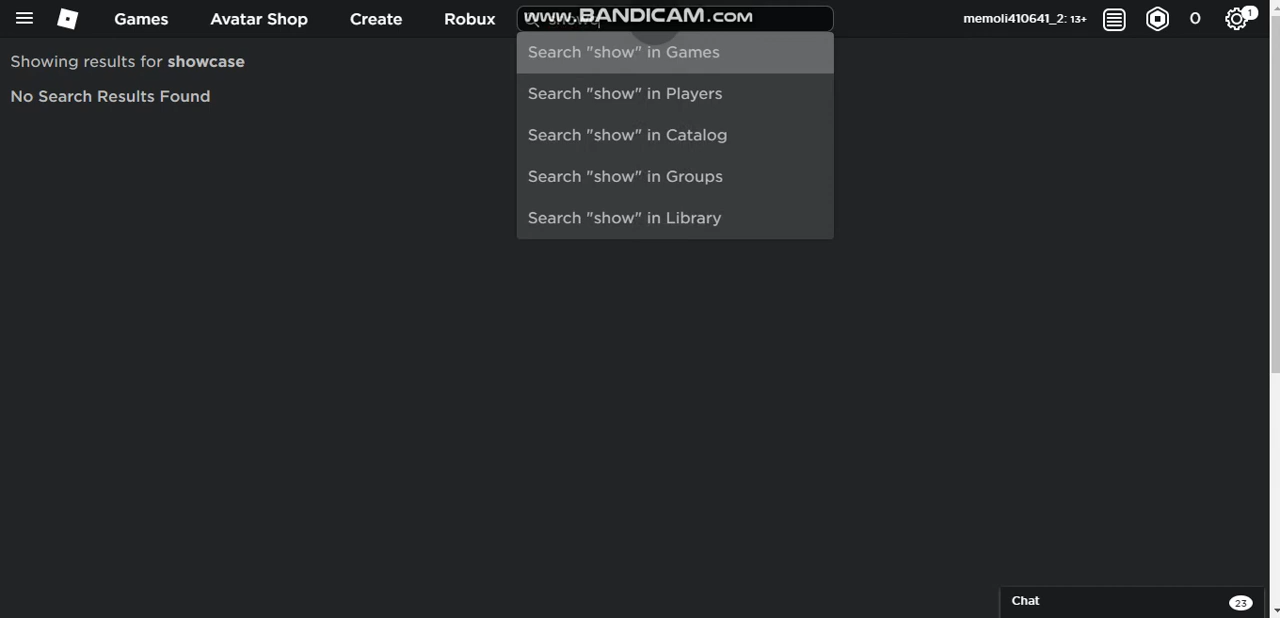 Games
Avatar Shop
Create
Robux
www.BANDICAM.com
memoli410641_2: 13+
0
1
Showing results for showcase
No Search Results Found
Search "show" in Games
Search "show" in Players
Search "show" in Catalog
Search "show" in Groups
Search "show" in Library
Chat
23